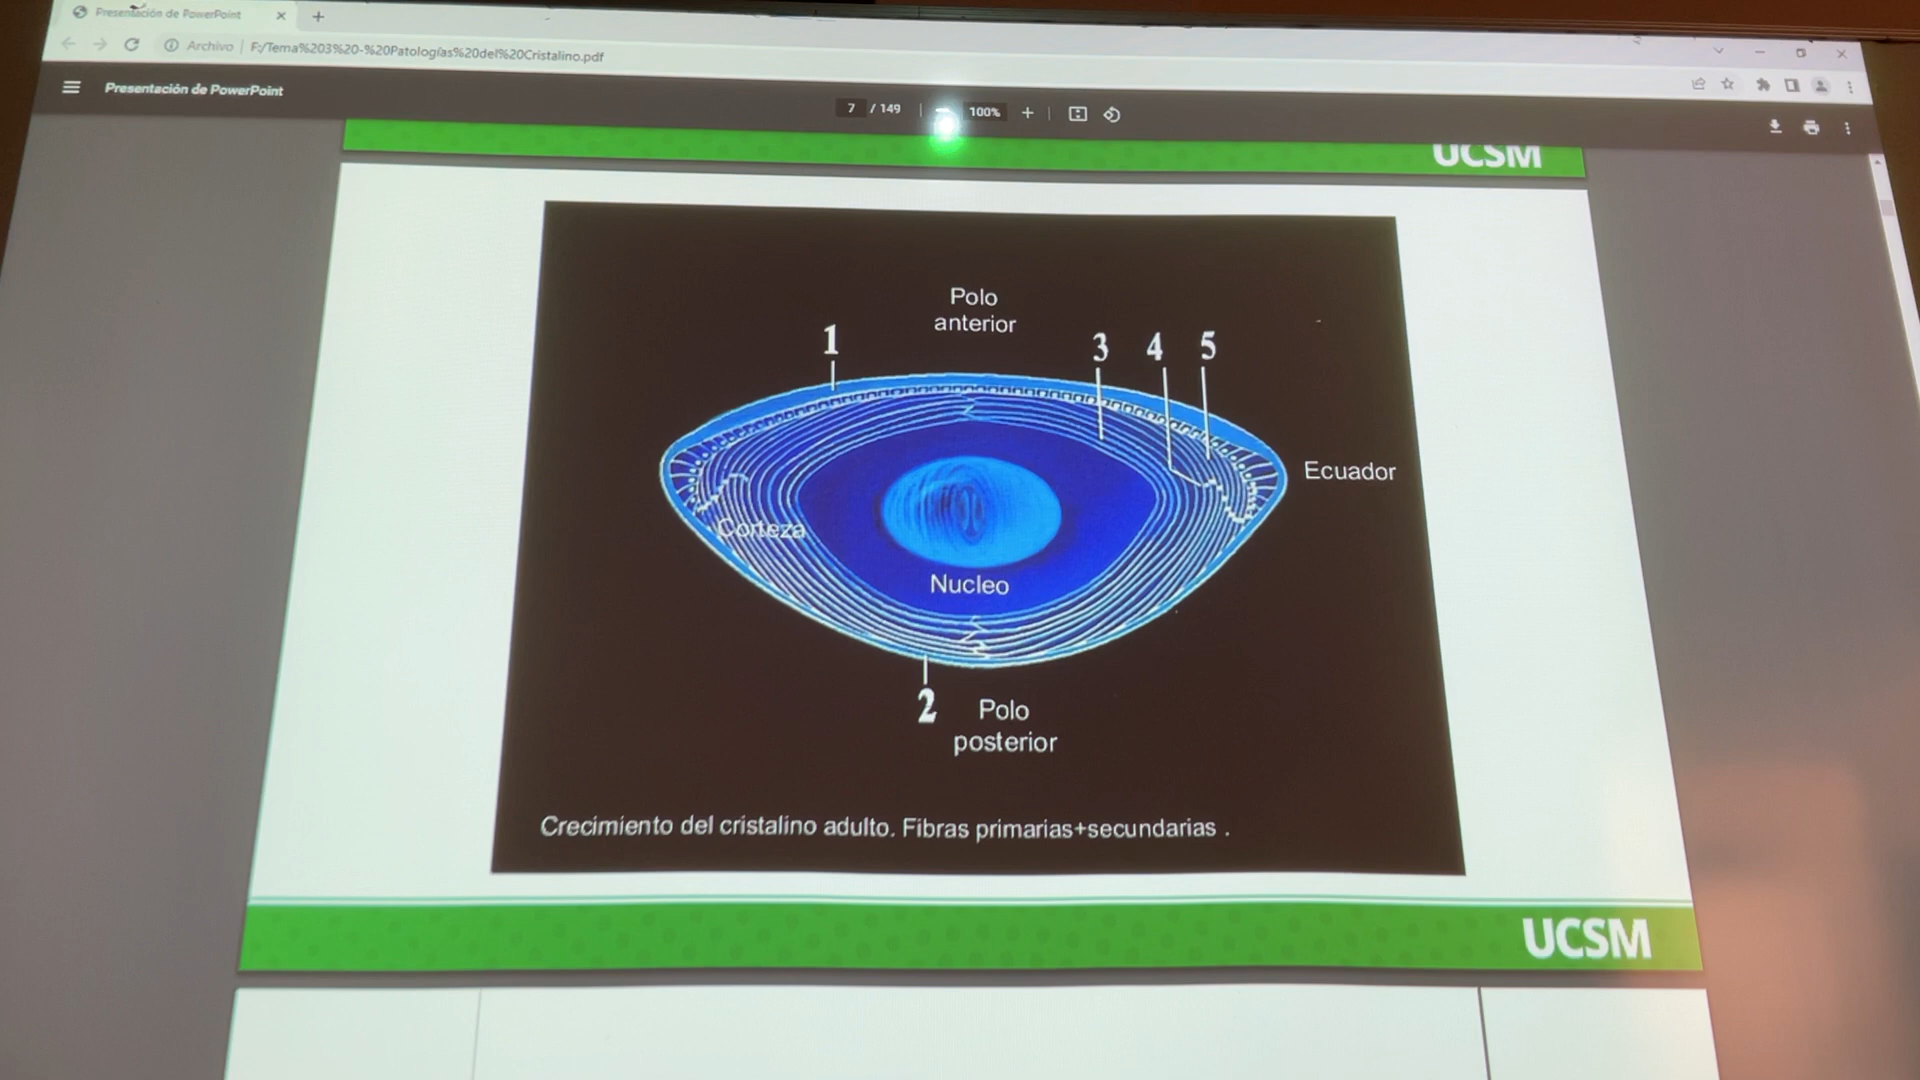 Presentación de PowerPoint
Archivo | F:/Tema%203%20-%20Patologías%20del%20Cristalino.pdf
Presentación de PowerPoint
7 / 149
100%
UCSM
Polo
anterior
1
3 4 5
Ecuador
Corteza
Nucleo
2
Polo
posterior
Crecimiento del cristalino adulto. Fibras primarias+secundarias .
UCSM